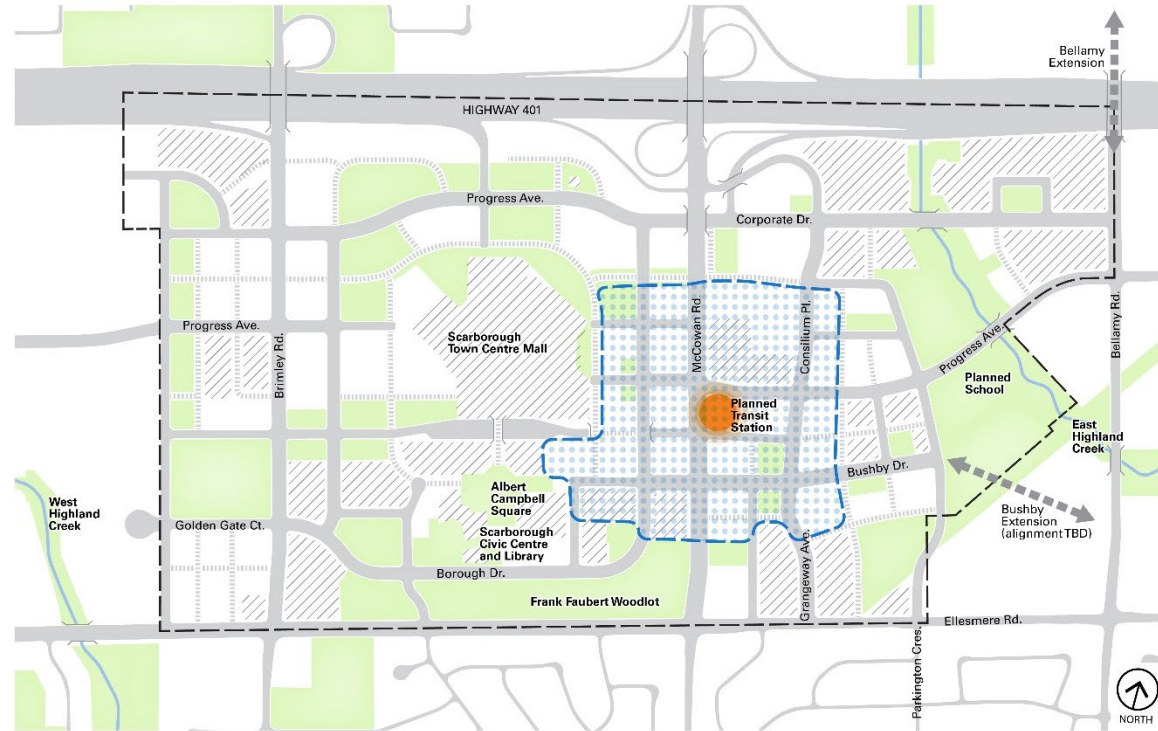 Bellamy
Extension
HIGHWAY 401
Progress Ave.
Corporate Dr.
Progress Ave.
Brimley Rd.
Scarborough
Town Centre Mall
McCowan Rd.
Consilium Pl.
Progress Ave.
Bellamy Rd.
Planned
School
Planned
Transit
Station
East
Highland
Creek
Bushby Dr.
West
Highland
Creek
Golden Gate Ct.
Albert
Campbell
Square
Scarborough
Civic Centre
and Library
Bushby
Extension
(alignment TBD)
Borough Dr.
Frank Faubert Woodlot
Grangeway Ave.
Ellesmere Rd.
Parkington Cres.
NORTH